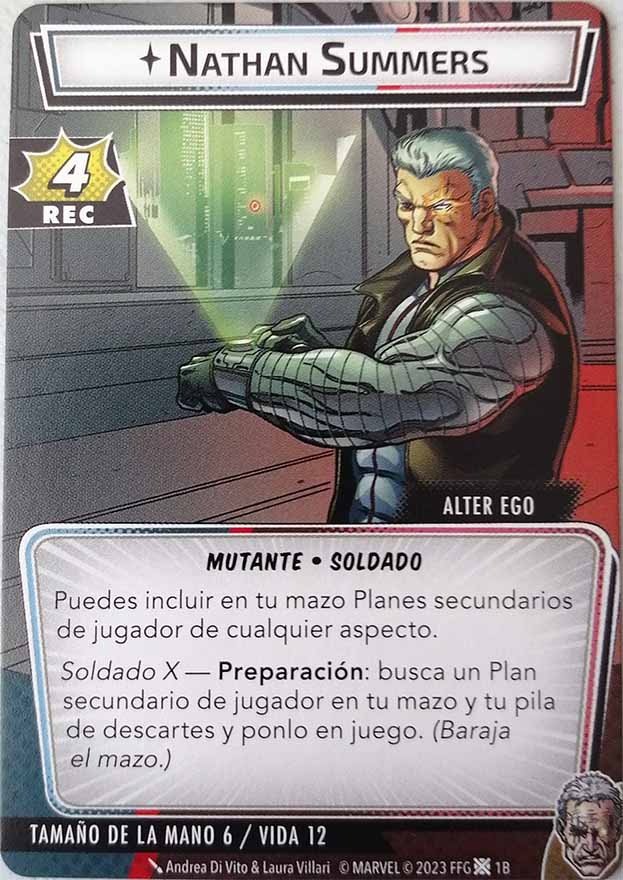 NATHAN SUMMERS
4
REC
ALTER EGO
MUTANTE • SOLDADO
Puedes incluir en tu mazo Planes secundarios
de jugador de cualquier aspecto.
Soldado X — Preparación: busca un Plan
secundario de jugador en tu mazo y tu pila
de descartes y ponlo en juego. (Baraja
el mazo.)
TAMAÑO DE LA MANO 6 / VIDA 12
Andrea Di Vito & Laura Villari © MARVEL © 2023 FFG 1B